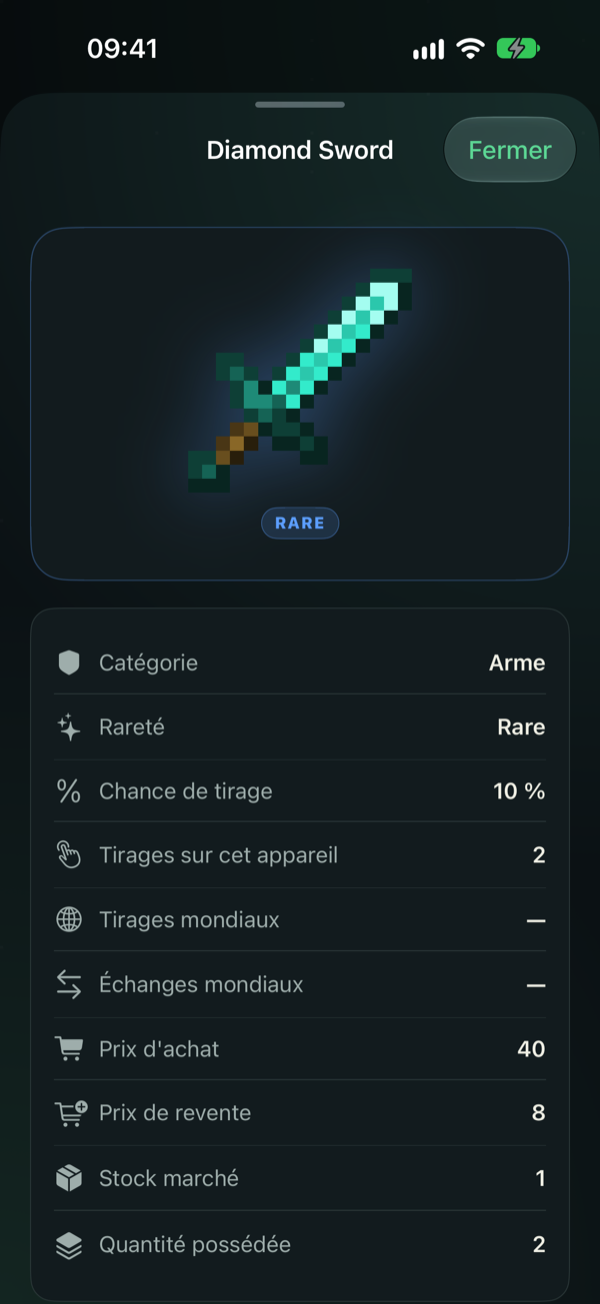 09:41
Diamond Sword
Fermer
RARE
Catégorie Arme
Rareté Rare
Chance de tirage 10 %
Tirages sur cet appareil 2
Tirages mondiaux —
Échanges mondiaux —
Prix d'achat 40
Prix de revente 8
Stock marché 1
Quantité possédée 2